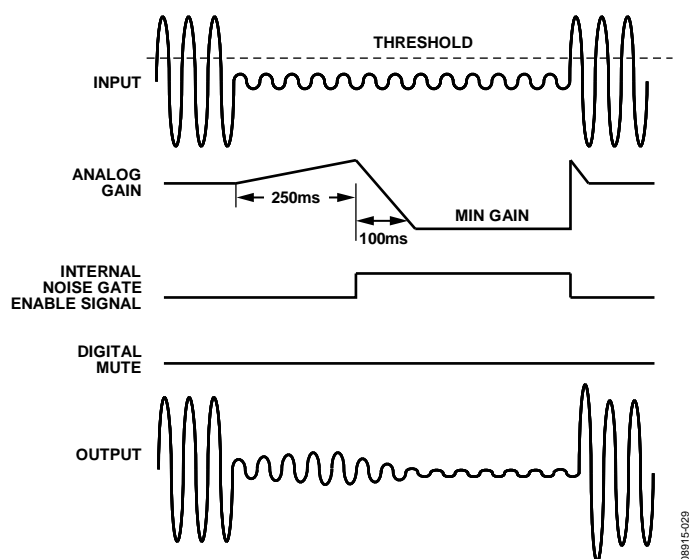 THRESHOLD
INPUT
ANALOG
GAIN
250ms
MIN GAIN
100ms
INTERNAL
NOISE GATE
ENABLE SIGNAL
DIGITAL
MUTE
OUTPUT
08915-029